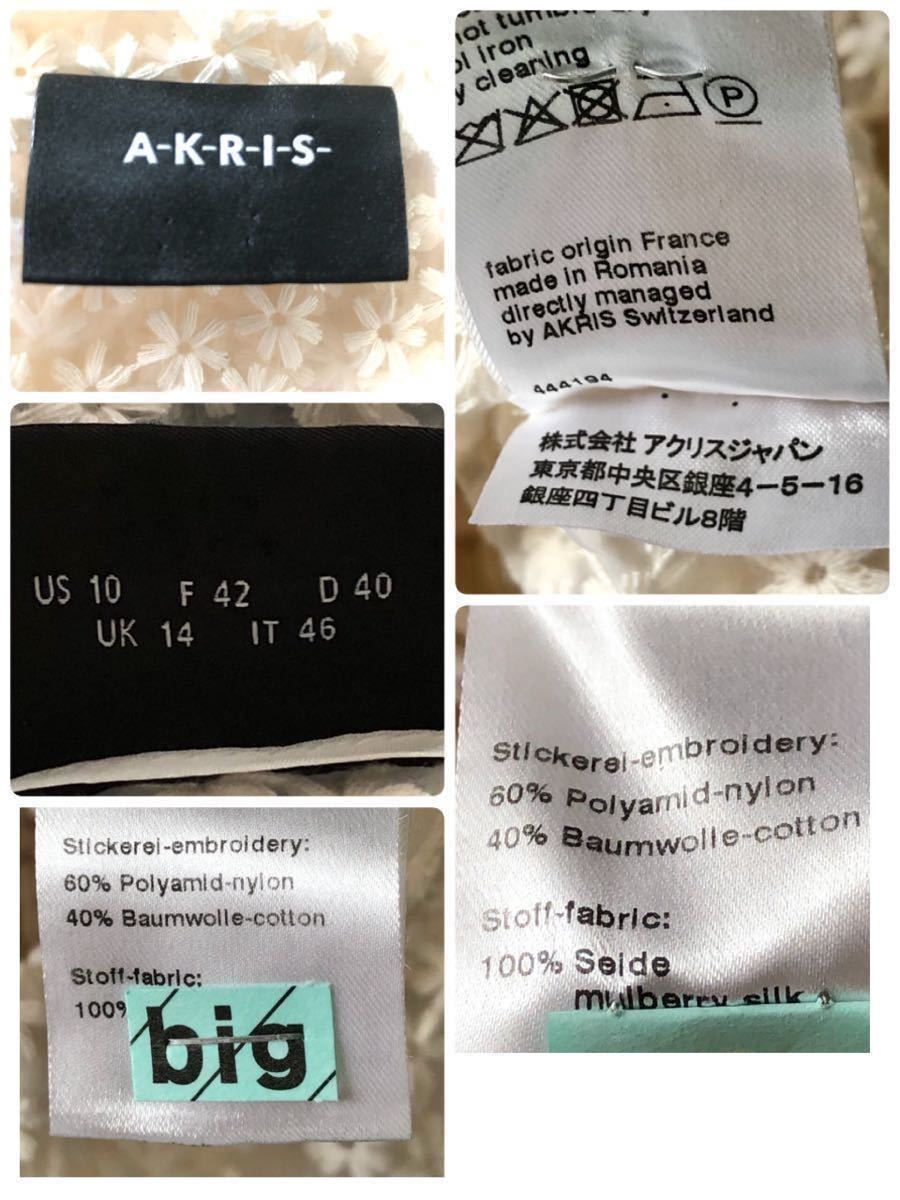 A-K-R-I-S-
not tumble
iron
cleaning
P
fabric origin France
made in Romania
directly managed
by AKRIS Switzerland
444194
株式会社 アクリスジャパン
東京都中央区銀座4-5-16
銀座四丁目ビル8階
US 10 F 42 D 40
UK 14 IT 46
Stickerei-embroidery:
60% Polyamid-nylon
40% Baumwolle-cotton
Stoff-fabric:
100%
big
Stickerei-embroidery:
60% Polyamid-nylon
40% Baumwolle-cotton
Stoff-fabric:
100% Seide
mulberry silk